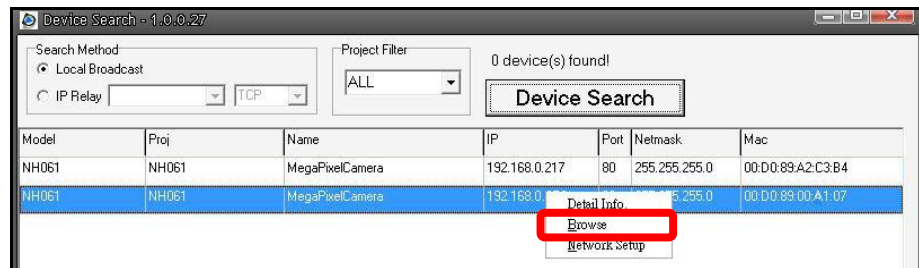 Device Search - 1.0.0.27
Search Method
Local Broadcast
IP Relay
TCP
Project Filter
ALL
0 device(s) found!
Device Search
Model Proj Name IP Port Netmask Mac
NH061 NH061 MegaPixelCamera 192.168.0.217 80 255.255.255.0 00:D0:89:A2:C3:B4
NH061 NH061 MegaPixelCamera 192.168.0. 5.255.0 00:D0:89:00:A1:07
Detail Info.
Browse
Network Setup